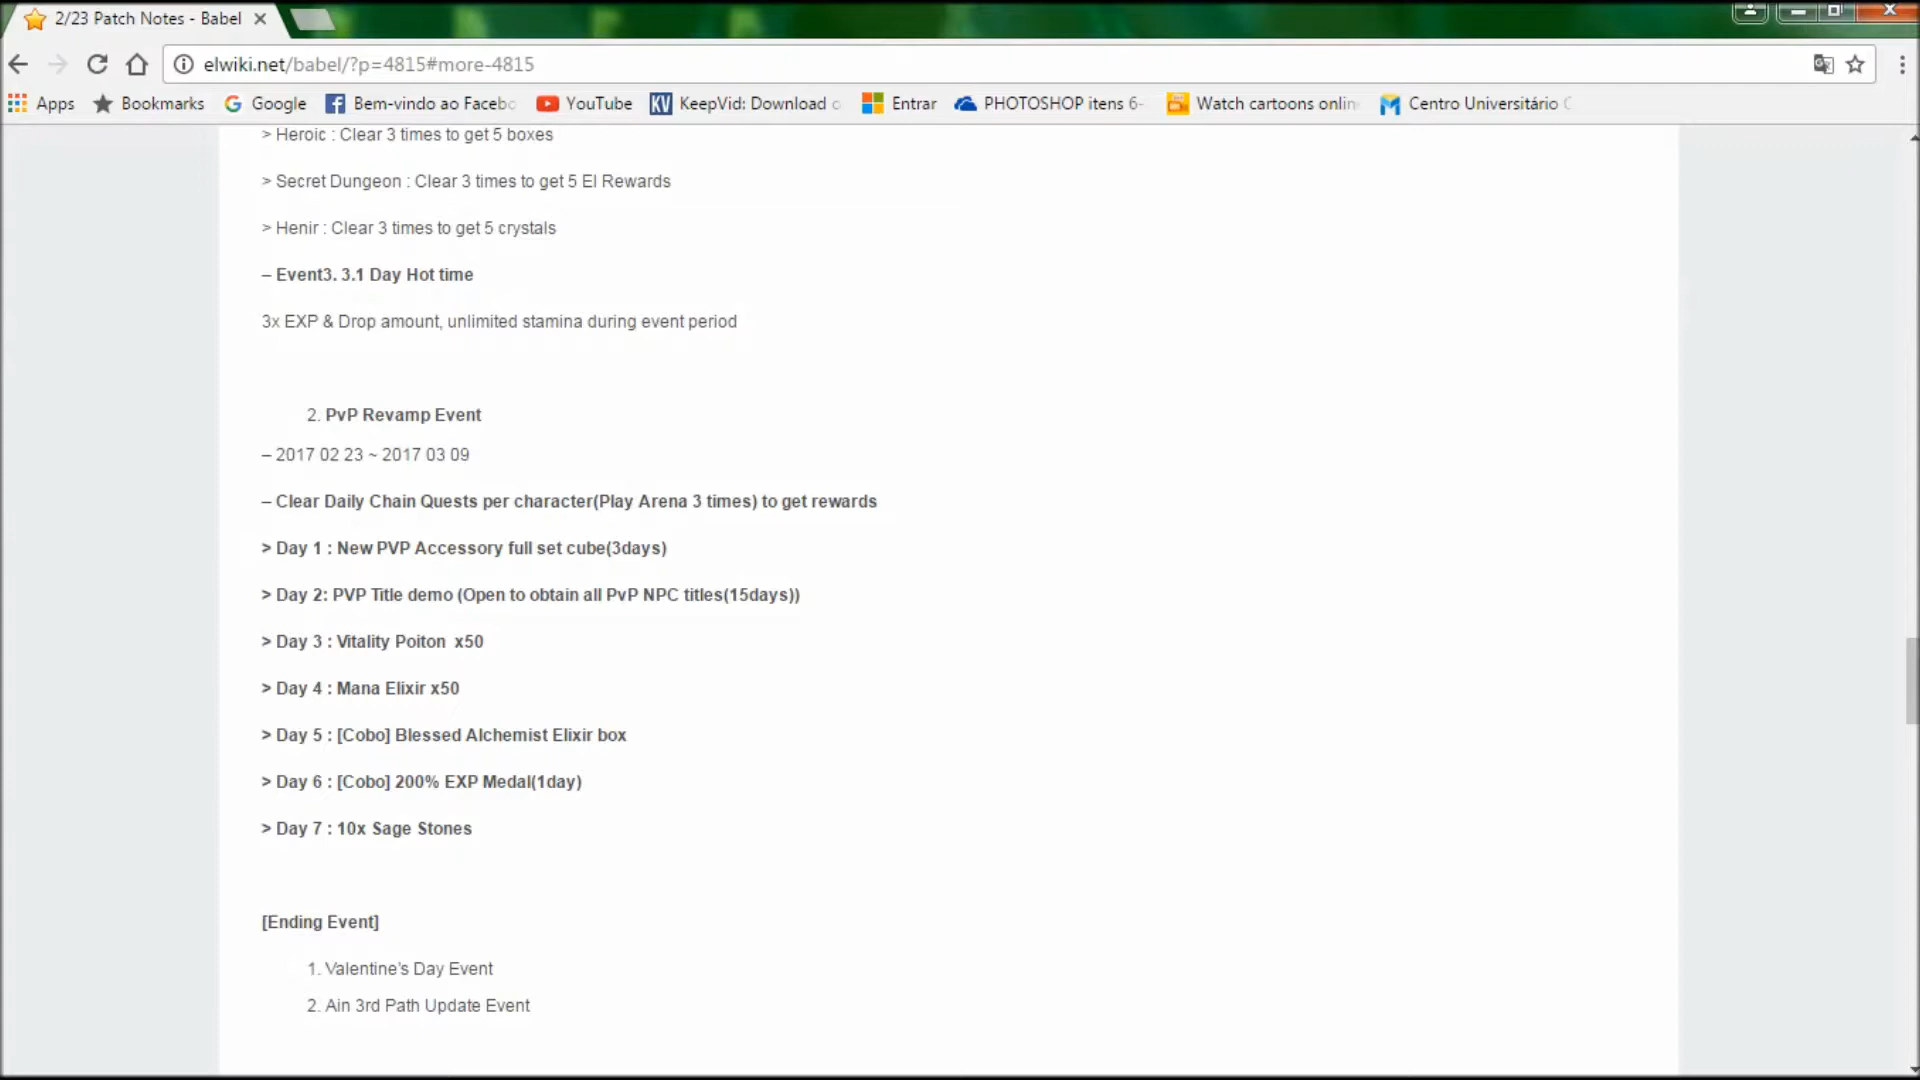 2/23 Patch Notes - Babel
elwiki.net/babel/?p=4815#more-4815
Apps Bookmarks Google Bem-vindo ao Facebo YouTube KeepVid: Download Entrar PHOTOSHOP itens 6- Watch cartoons onlin Centro Universitário
> Heroic : Clear 3 times to get 5 boxes
> Secret Dungeon : Clear 3 times to get 5 El Rewards
> Henir : Clear 3 times to get 5 crystals
– Event3. 3.1 Day Hot time
3x EXP & Drop amount, unlimited stamina during event period
2. PvP Revamp Event
– 2017 02 23 ~ 2017 03 09
– Clear Daily Chain Quests per character(Play Arena 3 times) to get rewards
> Day 1 : New PVP Accessory full set cube(3days)
> Day 2: PVP Title demo (Open to obtain all PvP NPC titles(15days))
> Day 3 : Vitality Poiton x50
> Day 4 : Mana Elixir x50
> Day 5 : [Cobo] Blessed Alchemist Elixir box
> Day 6 : [Cobo] 200% EXP Medal(1day)
> Day 7 : 10x Sage Stones
[Ending Event]
1. Valentine's Day Event
2. Ain 3rd Path Update Event